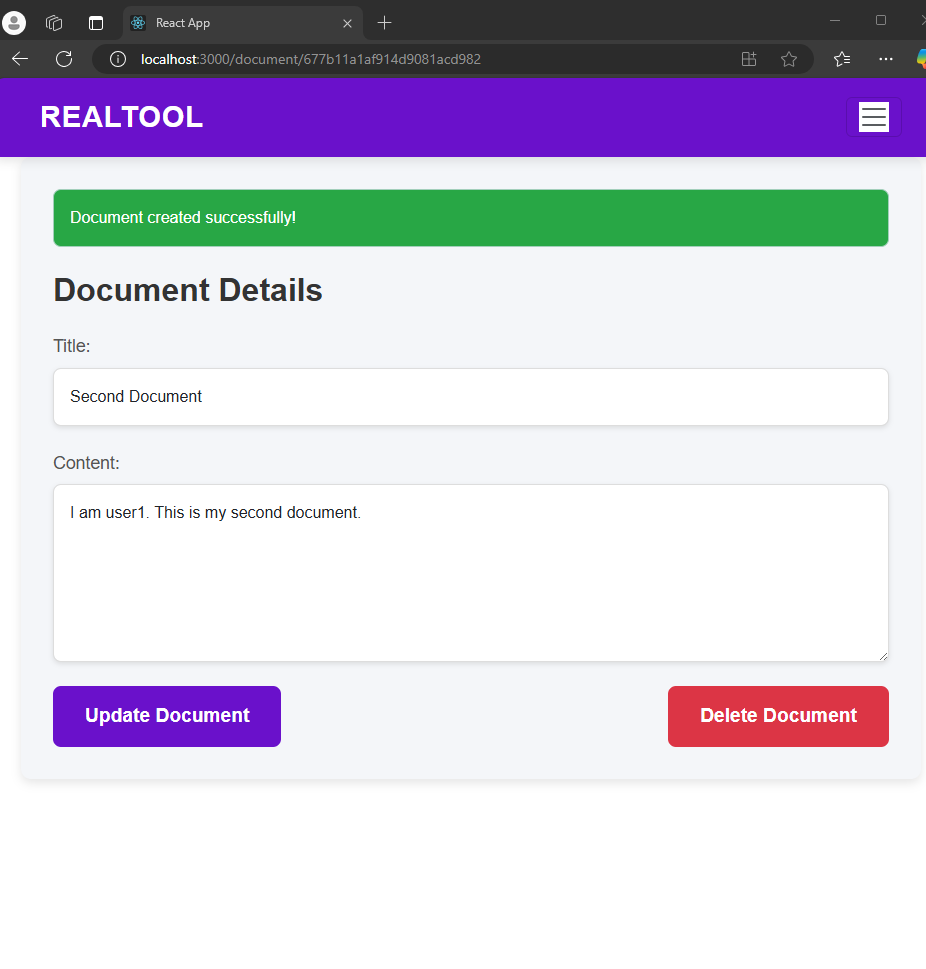 React App
localhost:3000/document/677b11a1af914d9081acd982
REALTOOL
Document created successfully!
Document Details
Title:
Second Document
Content:
I am user1. This is my second document.
Update Document
Delete Document